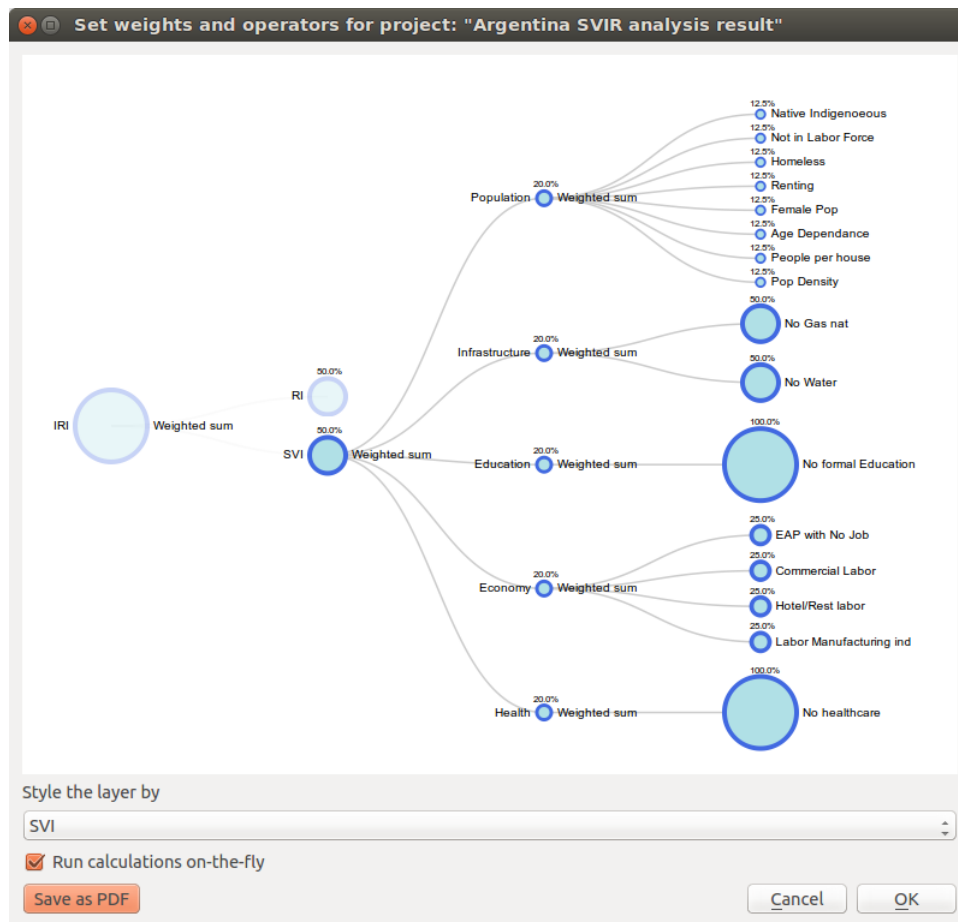 Set weights and operators for project: "Argentina SVIR analysis result"
12.5%
Native Indigenoeous
12.5%
Not in Labor Force
12.5%
Homeless
12.5%
Renting
12.5%
Female Pop
12.5%
Age Dependance
12.5%
People per house
12.5%
Pop Density
20.0%
Population Weighted sum
50.0%
No Gas nat
20.0%
Infrastructure Weighted sum
50.0%
No Water
50.0%
RI
IRI Weighted sum
50.0%
SVI Weighted sum
20.0%
Education Weighted sum
100.0%
No formal Education
25.0%
EAP with No Job
25.0%
Commercial Labor
20.0%
Economy Weighted sum
25.0%
Hotel/Rest labor
25.0%
Labor Manufacturing ind
20.0%
Health Weighted sum
100.0%
No healthcare
Style the layer by
SVI
Run calculations on-the-fly
Save as PDF
Cancel
OK